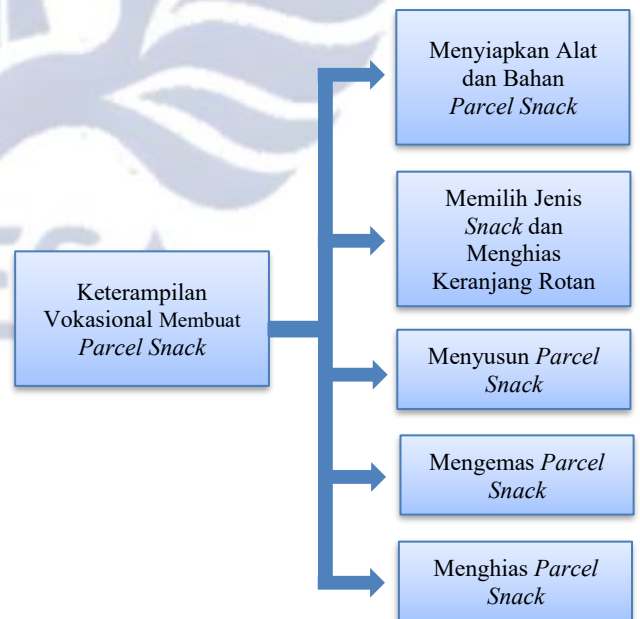 Menyiapkan Alat
dan Bahan
Parcel Snack
Memilih Jenis
Snack dan
Menghias
Keranjang Rotan
Keterampilan
Vokasional Membuat
Parcel Snack
Menyusun Parcel
Snack
Mengemas Parcel
Snack
Menghias Parcel
Snack